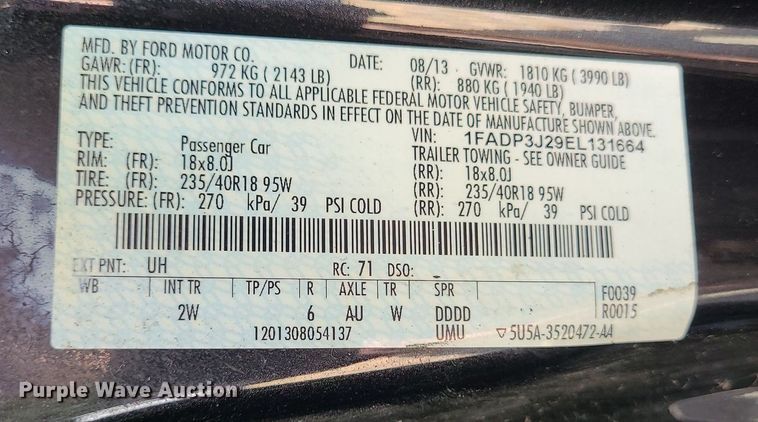 MFD. BY FORD MOTOR CO. DATE: 08/13 GVWR: 1810 KG ( 3990 LB)
GAWR: (FR): 972 KG ( 2143 LB) (RR): 880 KG ( 1940 LB)
THIS VEHICLE CONFORMS TO ALL APPLICABLE FEDERAL MOTOR VEHICLE SAFETY, BUMPER,
AND THEFT PREVENTION STANDARDS IN EFFECT ON THE DATE OF MANUFACTURE SHOWN ABOVE.
VIN: 1FADP3J29EL131664
TYPE: Passenger Car TRAILER TOWING - SEE OWNER GUIDE
RIM: (FR): 18x8.0J (RR): 18x8.0J
TIRE: (FR): 235/40R18 95W (RR): 235/40R18 95W
PRESSURE: (FR): 270 kPa/ 39 PSI COLD (RR): 270 kPa/ 39 PSI COLD
EXT PNT: UH RC: 71 DSO:
WB INT TR TP/PS R AXLE TR SPR F0039
2W 6 AU W DDDD R0015
1201308054137 UMU ▽ 5U5A-3520472-AA
Purple Wave Auction